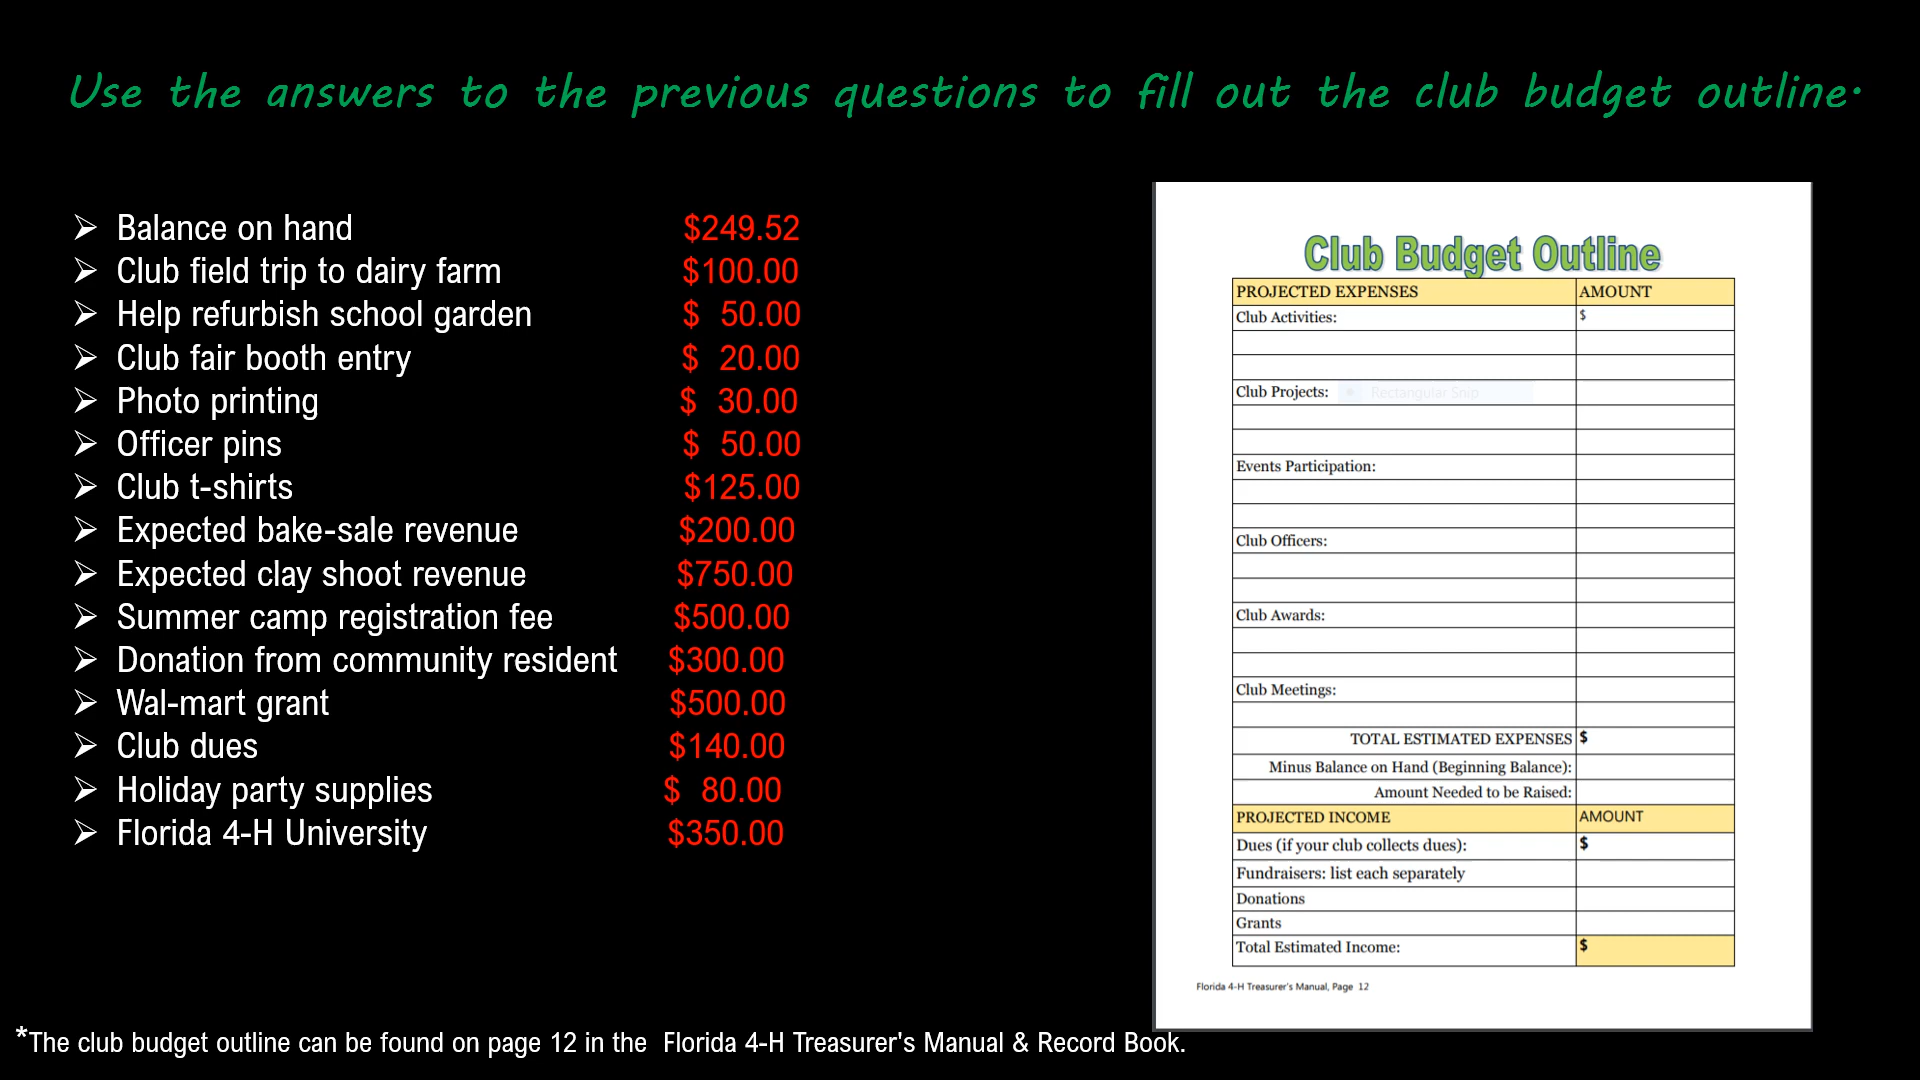 Use the answers to the previous questions to fill out the club budget outline.
Balance on hand $249.52
Club field trip to dairy farm $100.00
Help refurbish school garden $ 50.00
Club fair booth entry $ 20.00
Photo printing $ 30.00
Officer pins $ 50.00
Club t-shirts $125.00
Expected bake-sale revenue $200.00
Expected clay shoot revenue $750.00
Summer camp registration fee $500.00
Donation from community resident $300.00
Wal-mart grant $500.00
Club dues $140.00
Holiday party supplies $ 80.00
Florida 4-H University $350.00
Club Budget Outline
PROJECTED EXPENSES AMOUNT
Club Activities: $
Club Projects: Rectangular Snip
Events Participation:
Club Officers:
Club Awards:
Club Meetings:
TOTAL ESTIMATED EXPENSES $
Minus Balance on Hand (Beginning Balance):
Amount Needed to be Raised:
PROJECTED INCOME AMOUNT
Dues (if your club collects dues): $
Fundraisers: list each separately
Donations
Grants
Total Estimated Income: $
Florida 4-H Treasurer's Manual, Page 12
*The club budget outline can be found on page 12 in the Florida 4-H Treasurer's Manual & Record Book.